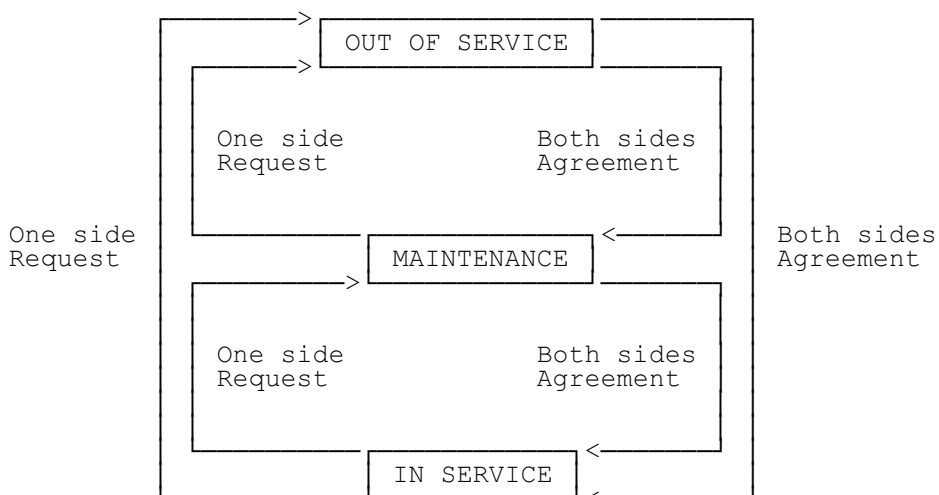 OUT OF SERVICE
One side
Request
Both sides
Agreement
One side
Request
Both sides
Agreement
MAINTENANCE
One side
Request
Both sides
Agreement
IN SERVICE